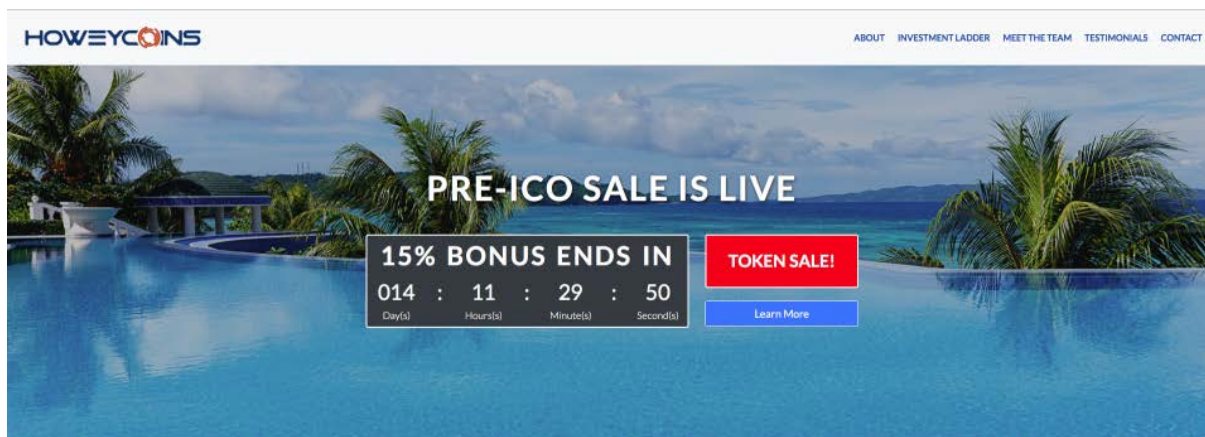 HOWEYCOINS
ABOUT INVESTMENT LADDER MEET THE TEAM TESTIMONIALS CONTACT
PRE-ICO SALE IS LIVE
15% BONUS ENDS IN
014 : 11 : 29 : 50
Day(s) Hours(s) Minute(s) Second(s)
TOKEN SALE!
Learn More